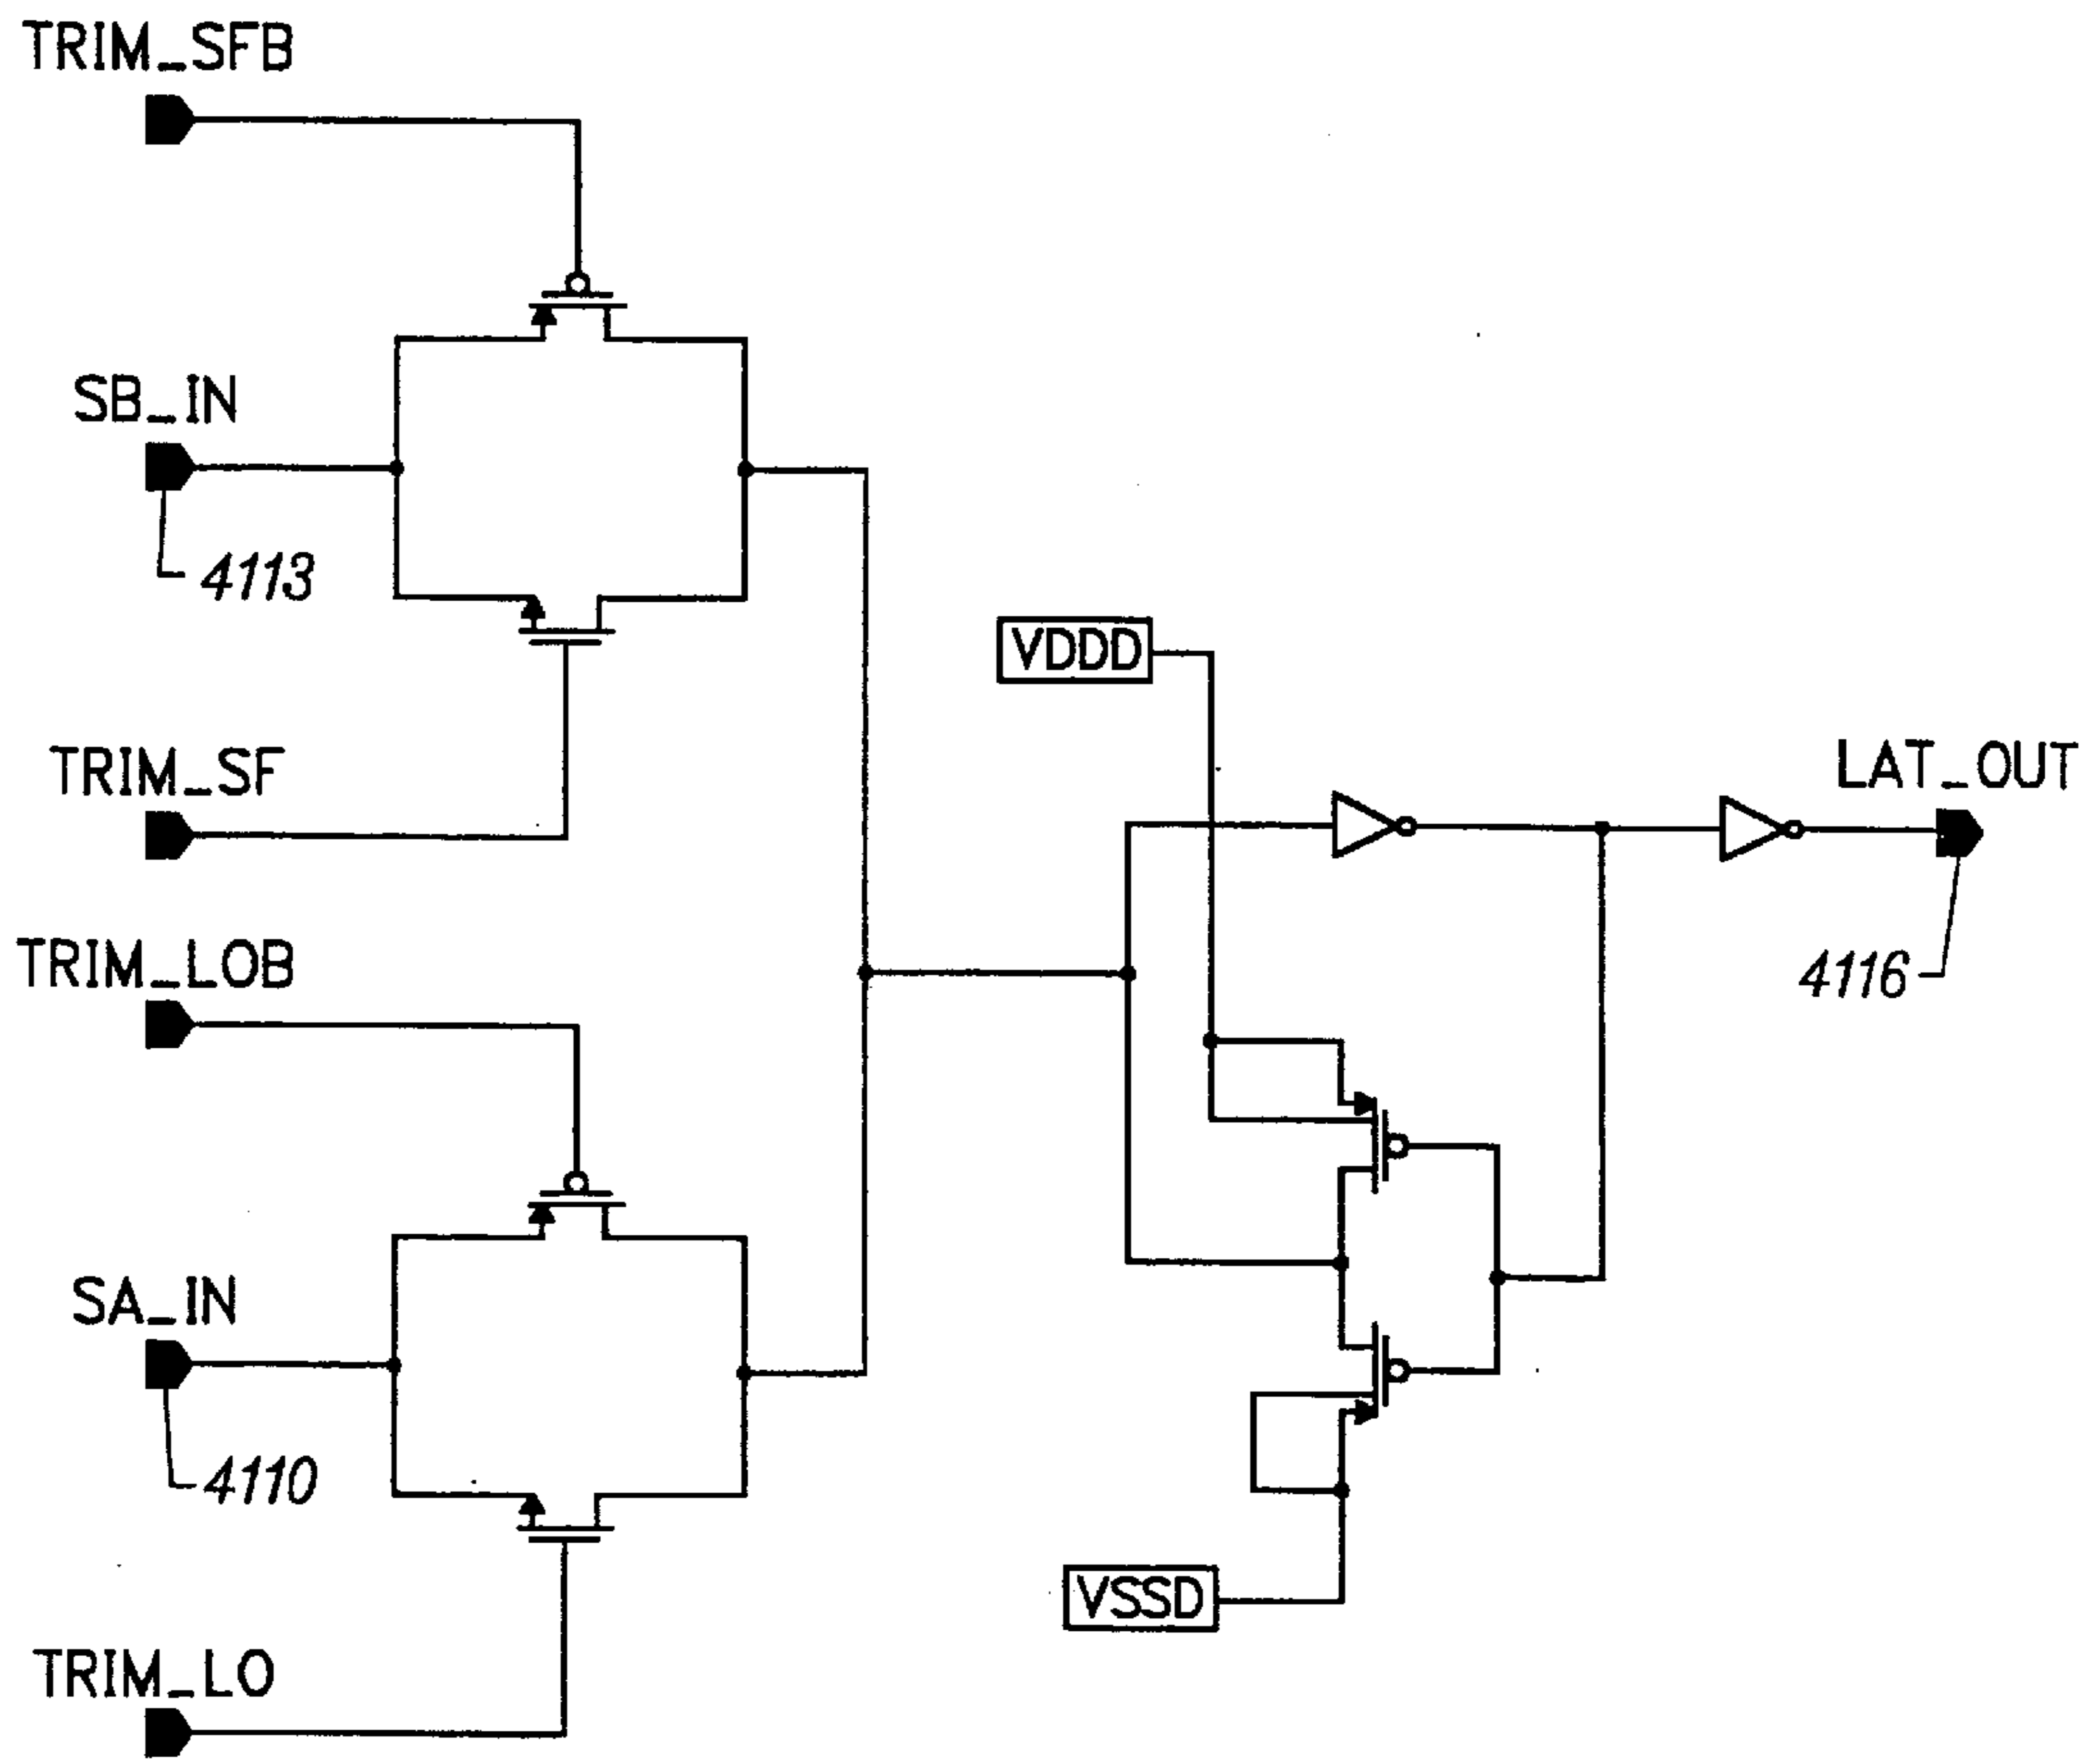 TRIM_SFB
SB_IN
4113
TRIM_SF
VDDD
LAT_OUT
4116
TRIM_LOB
SA_IN
4110
VSSD
TRIM_LO